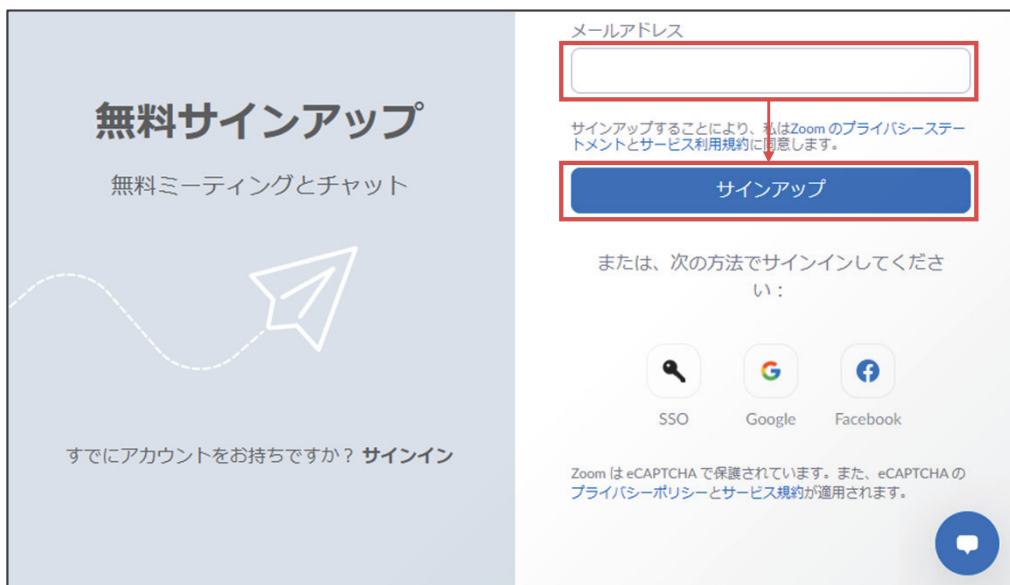 無料サインアップ
無料ミーティングとチャット
すでにアカウントをお持ちですか？サインイン
メールアドレス
サインアップすることにより、私はZoom のプライバシーステー
トメントとサービス利用規約に同意します。
サインアップ
または、次の方法でサインインしてくださ
い：
SSO Google Facebook
Zoom は eCAPTCHA で保護されています。また、eCAPTCHA の
プライバシーポリシーとサービス規約が適用されます。